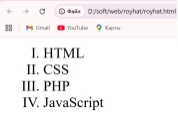 Файл D:/soft/web/royhat/royhat.html
Gmail YouTube Карты
I. HTML
II. CSS
III. PHP
IV. JavaScript